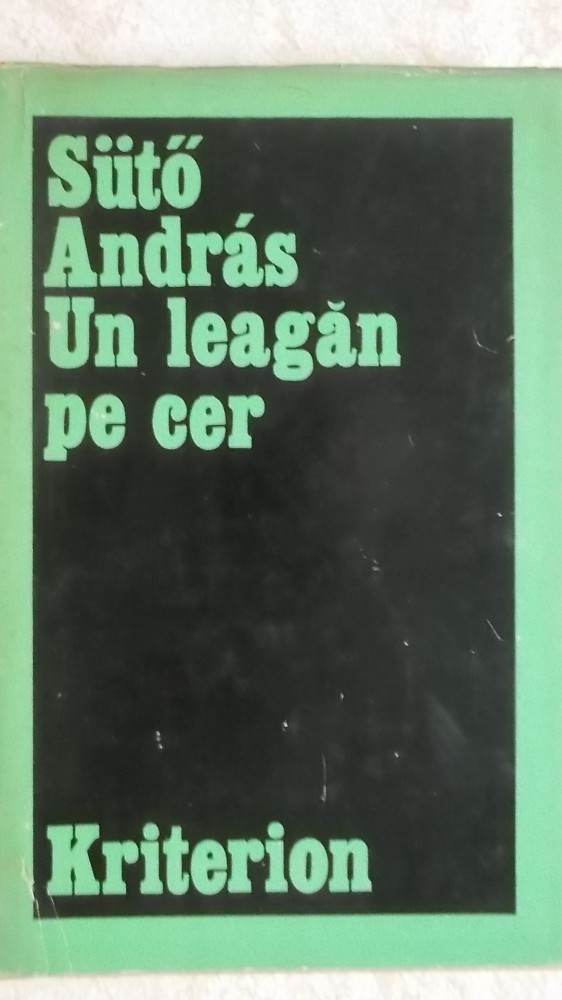 Sütő
András
Un leagăn
pe cer
Kriterion